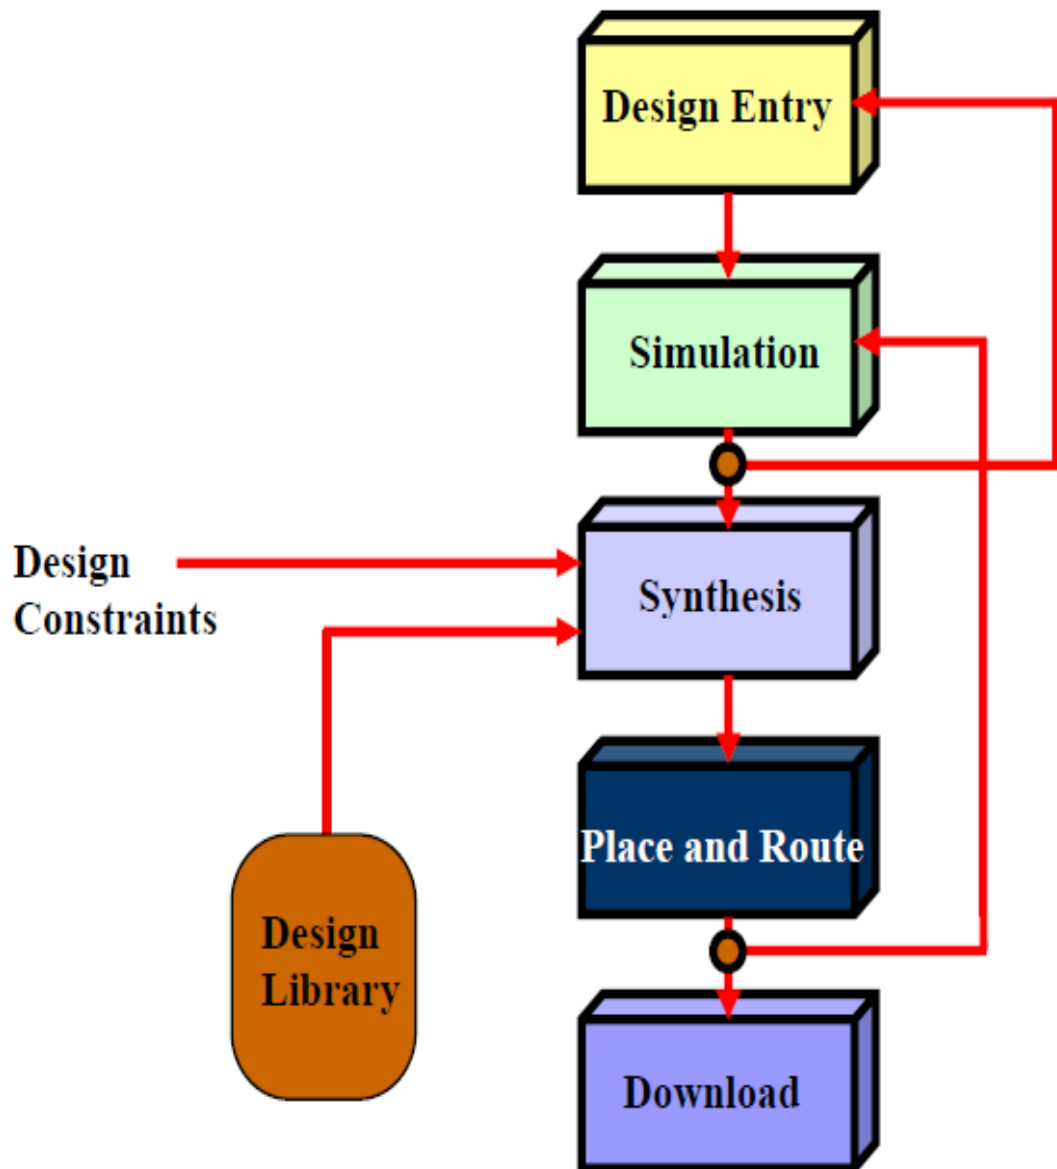 Design Entry
Simulation
Design
Constraints
Synthesis
Place and Route
Design
Library
Download